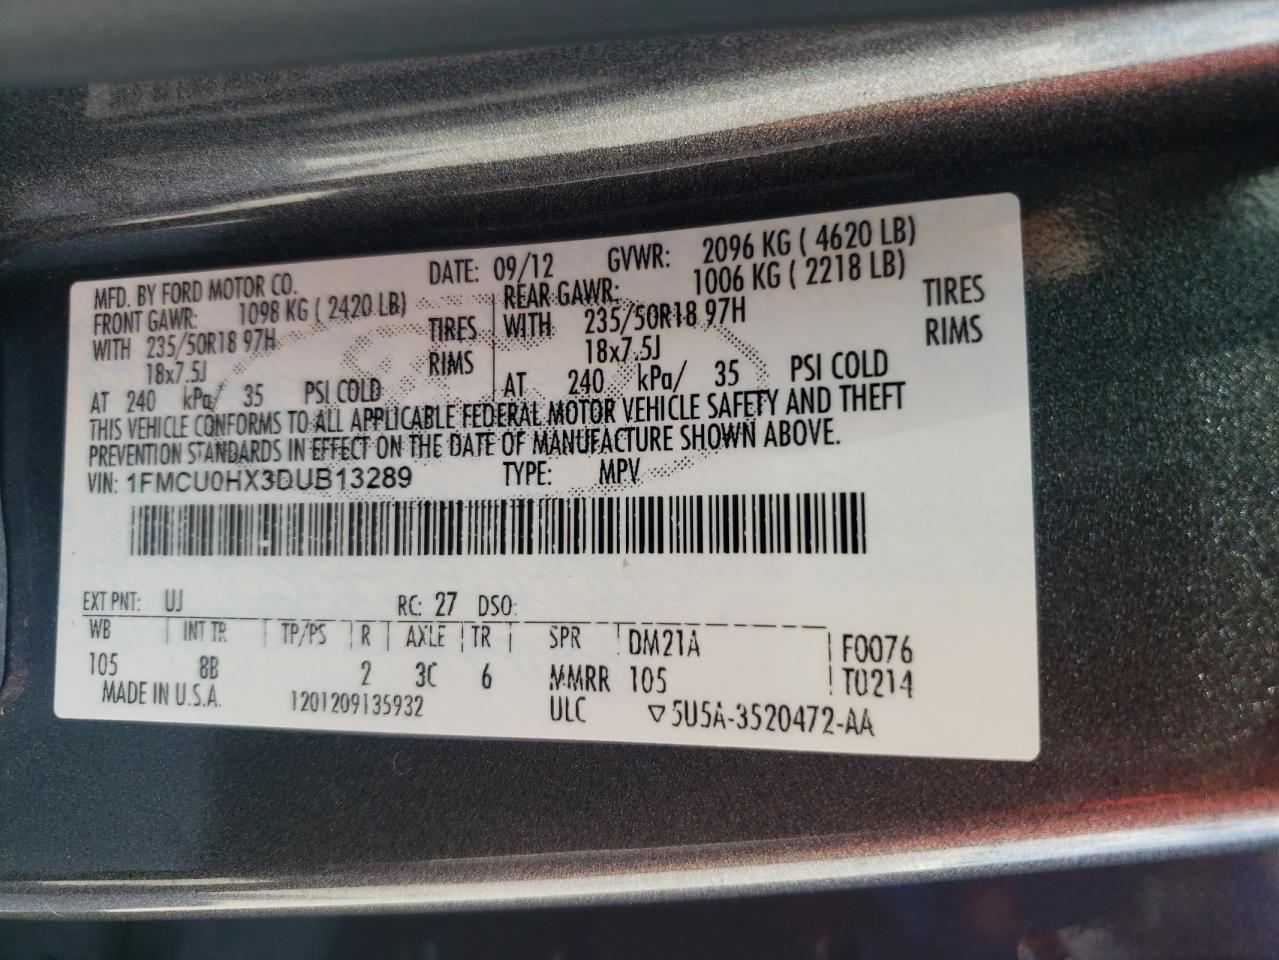 MFD. BY FORD MOTOR CO. DATE: 09/12 GVWR: 2096 KG ( 4620 LB)
FRONT GAWR: 1098 KG ( 2420 LB) REAR GAWR: 1006 KG ( 2218 LB)
WITH 235/50R18 97H TIRES WITH 235/50R18 97H TIRES
18x7.5J RIMS 18x7.5J RIMS
AT 240 kPa/ 35 PSI COLD AT 240 kPa/ 35 PSI COLD
THIS VEHICLE CONFORMS TO ALL APPLICABLE FEDERAL MOTOR VEHICLE SAFETY AND THEFT
PREVENTION STANDARDS IN EFFECT ON THE DATE OF MANUFACTURE SHOWN ABOVE.
VIN: 1FMCU0HX3DUB13289 TYPE: MPV
EXT PNT: UJ RC: 27 DSO:
WB INT TR TP/PS R AXLE TR SPR DM21A F0076
105 8B 2 3C 6 MMRR 105 T0214
MADE IN U.S.A. 1201209135932 ULC ▽5U5A-3520472-AA